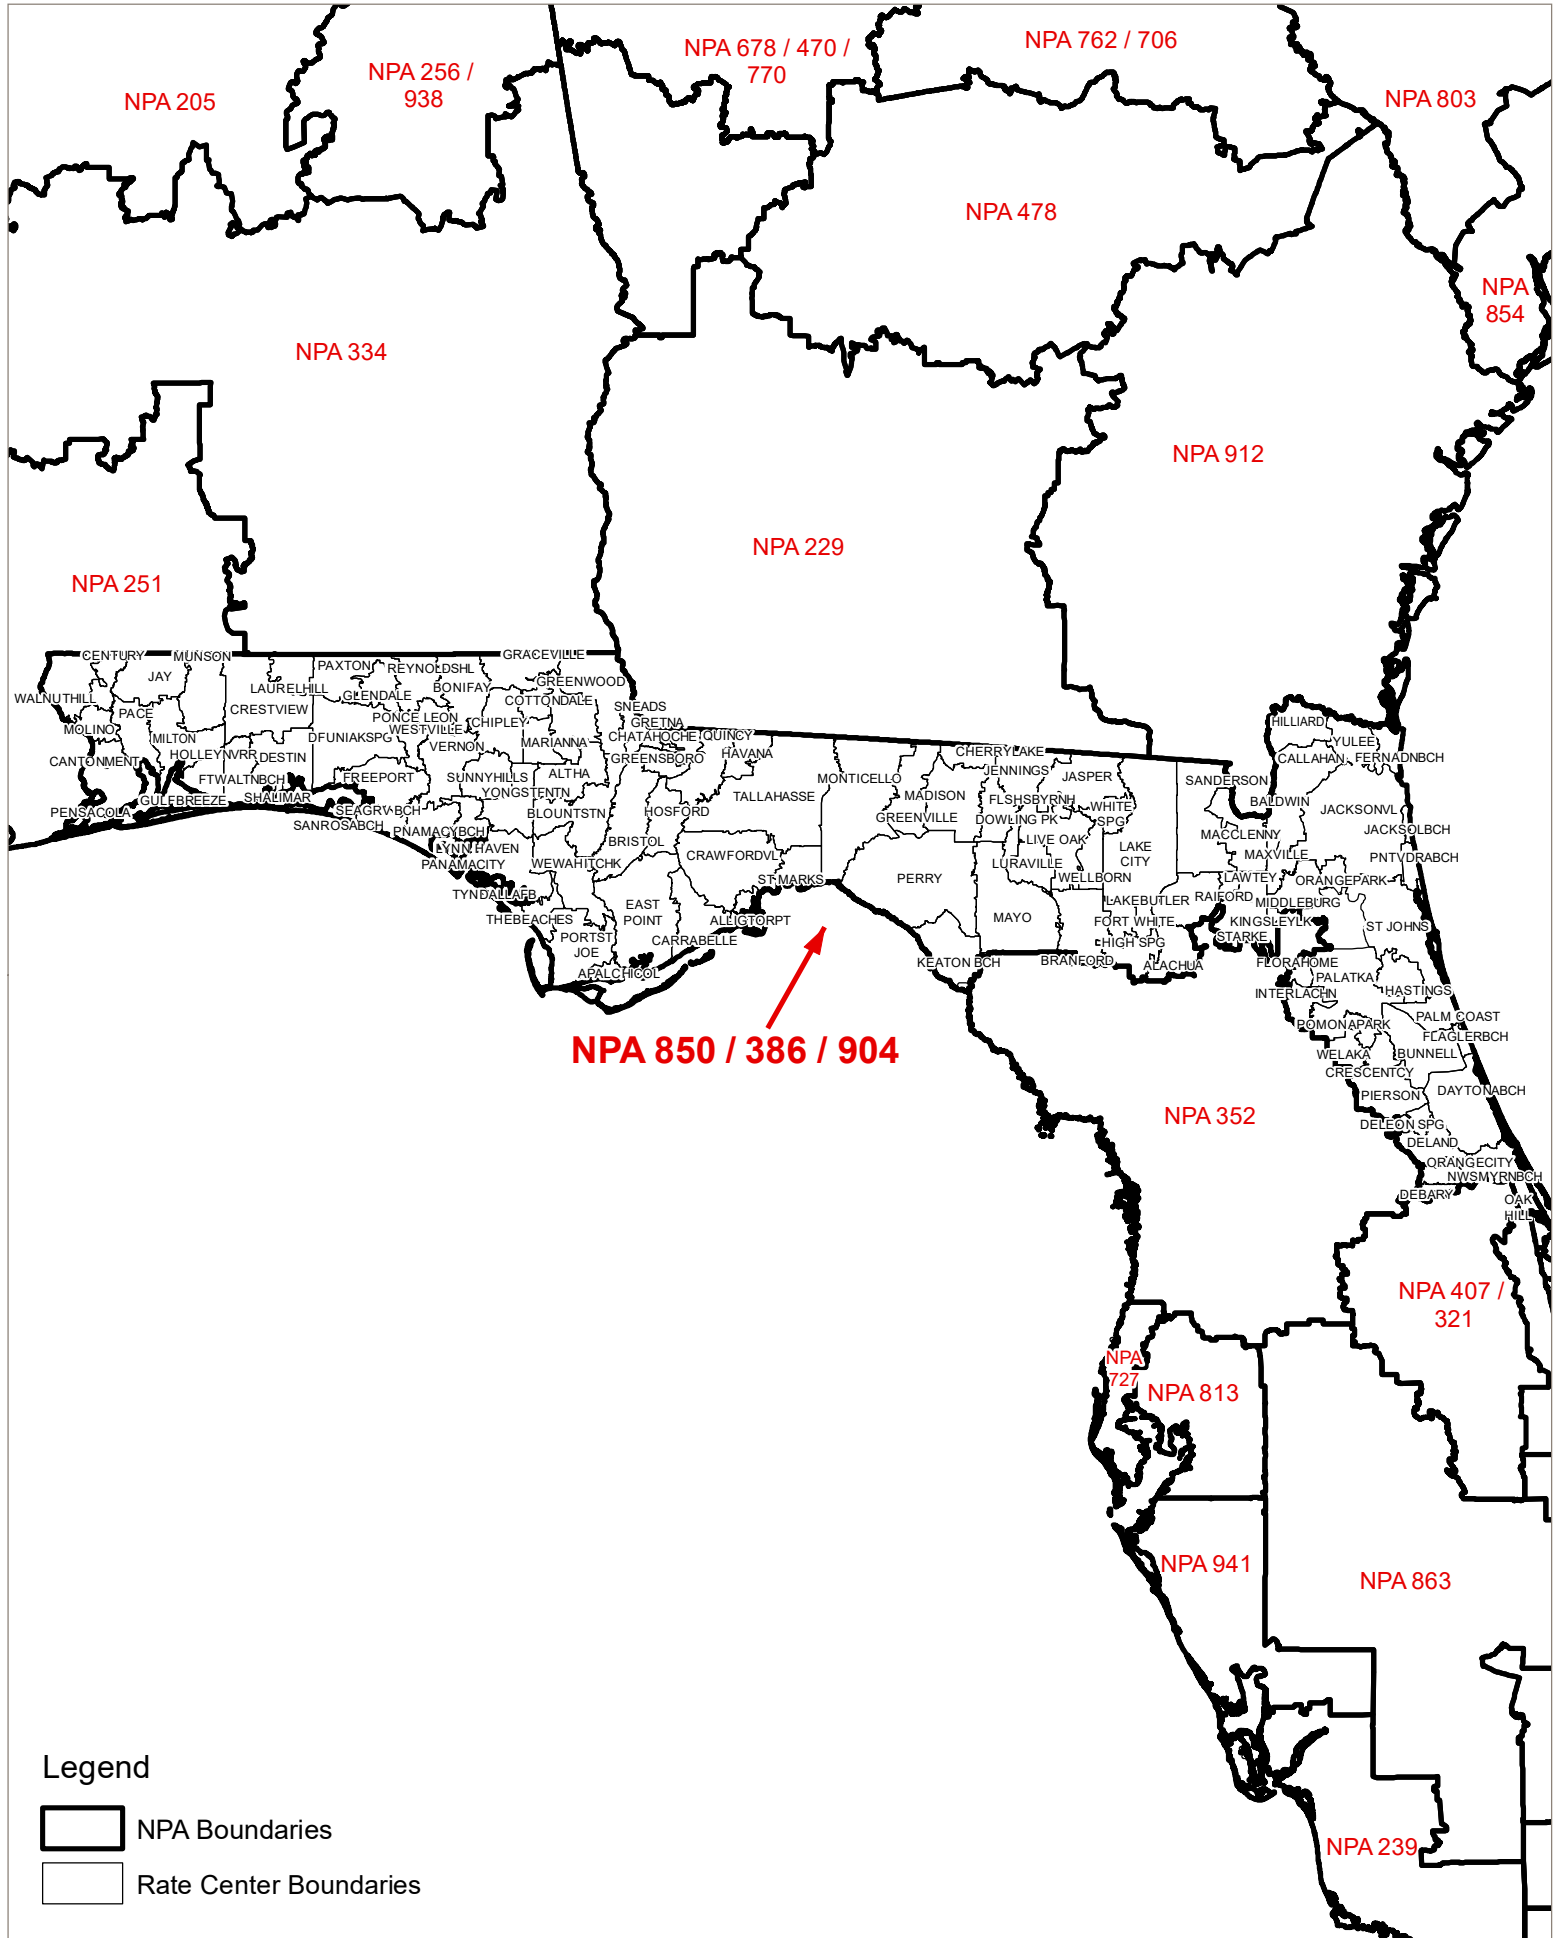 NPA 678 / 470 /
770
NPA 762 / 706
NPA 256 /
938
NPA 205
NPA 803
NPA 478
NPA
854
NPA 334
NPA 912
NPA 229
NPA 251
CENTURY
MUNSON
GRACEVILLE
JAY
PAXTON
REYNOLDSHL
GREENWOOD
LAURELHILL
BONIFAY
WALNUTHILL
GLENDALE
COTTONDALE
SNEADS
PACE
CRESTVIEW
PONCE LEON
CHIPLEY
GRETNA
HILLIARD
MOLINO
WESTVILLE
MILTON
DFUNIAKSPG
VERNON
MARIANNA
CHATAHOCHE
QUINCY
YULEE
CANTONMENT
HOLLEYNVRR
DESTIN
GREENSBORO
HAVANA
CHERRYLAKE
CALLAHAN
FERNADNBCH
FTWALTNBCH
FREEPORT
SUNNYHILLS
ALTHA
MONTICELLO
JENNINGS
JASPER
SANDERSON
GULFBREEZE
SHALIMAR
YONGSTFNTN
TALLAHASSE
MADISON
FLSHSBYRNH
WHITE
SPG
BALDWIN
PENSACOLA
SEAGRVBCH
BLOUNTSTN
HOSFORD
GREENVILLE
DOWLING PK
JACKSONVL
SANROSABCH
PNAMACYBCH
BRISTOL
LIVE OAK
MACCLENNY
JACKSOLBCH
LYNN HAVEN
CRAWFORDVL
LAKE
CITY
MAXVILLE
PNTVDRABCH
PANAMACITY
WEWAHITCHK
LURAVILLE
ST MARKS
PERRY
WELLBORN
LAWTEY
ORANGEPARK
TYNDALLAFB
EAST
POINT
LAKEBUTLER
RAIFORD
MIDDLEBURG
THEBEACHES
ALLIGTORPT
MAYO
FORT WHITE
KINGSLEYLK
ST JOHNS
PORTST
JOE
CARRABELLE
HIGH SPG
STARKE
APALCHICOL
KEATON BCH
BRANFORD
ALACHUA
FLORAHOME
PALATKA
INTERLACHN
HASTINGS
NPA 850 / 386 / 904
POMONAPARK
PALM COAST
FLAGLERBCH
WELAKA
BUNNELL
CRESCENTCY
PIERSON
DAYTONABCH
NPA 352
DELEON SPG
DELAND
ORANGECITY
NWSMYRNBCH
DEBARY
OAK
HILL
NPA 407 /
321
NPA
727
NPA 813
NPA 941
NPA 863
NPA 239
Legend
NPA Boundaries
Rate Center Boundaries